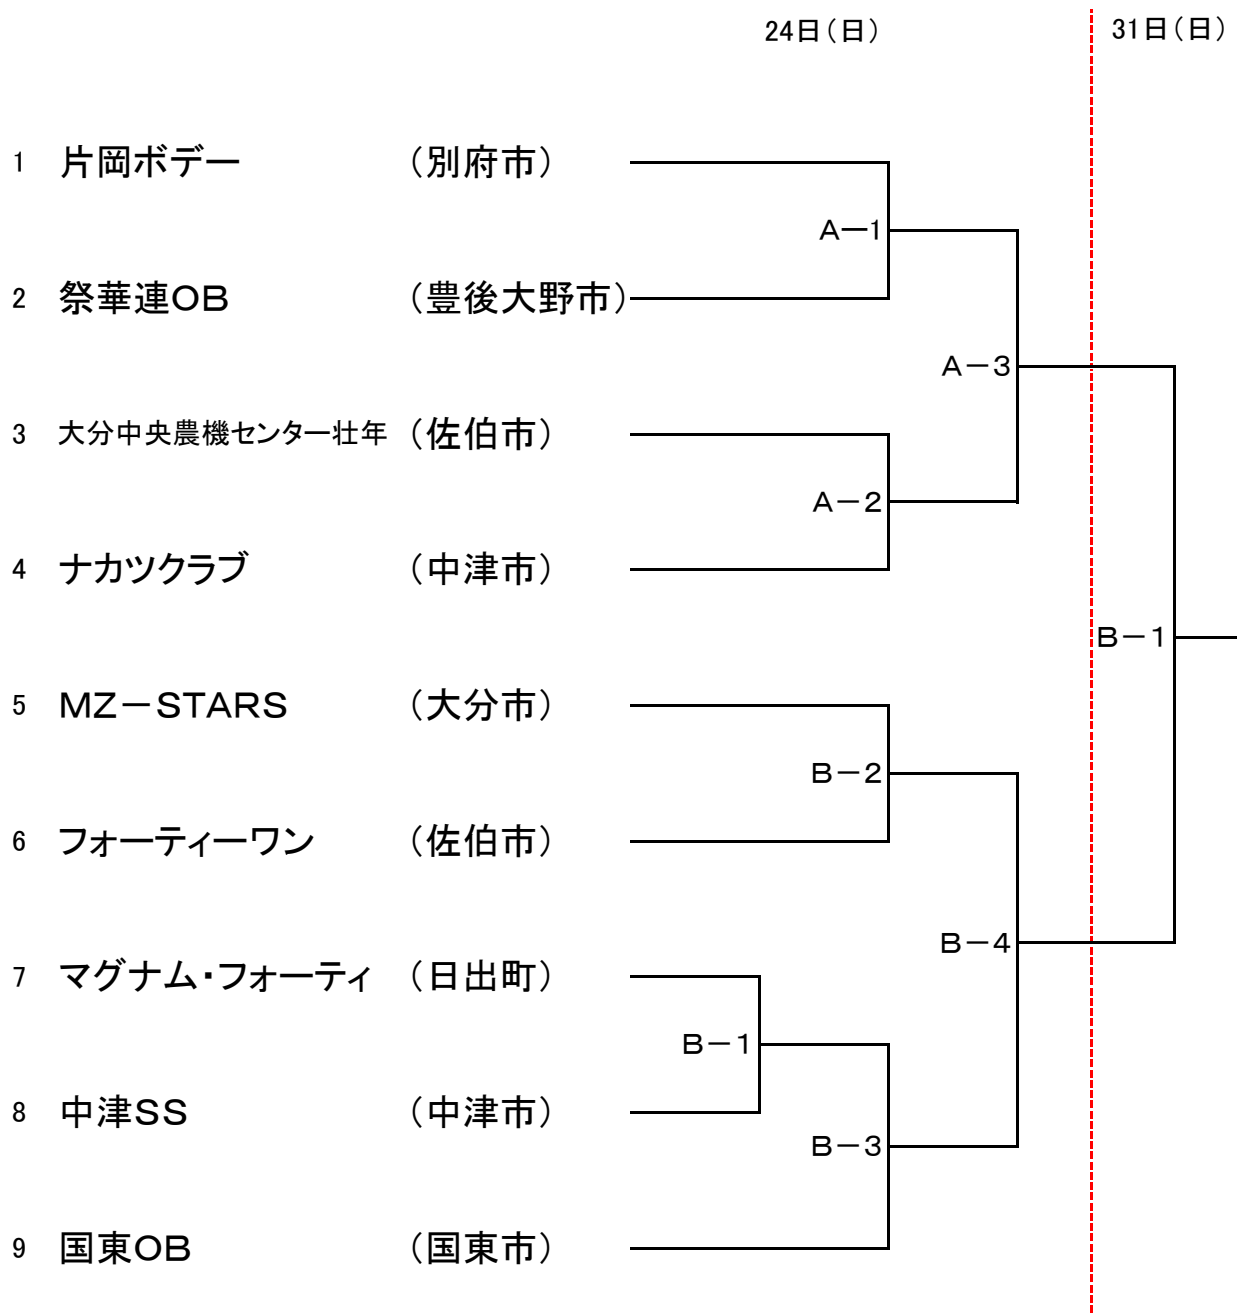 24日(日) 31日(日)
1 片岡ボデー (別府市)
A－1
2 祭華連OB (豊後大野市)
A－3
3 大分中央農機センター壮年 (佐伯市)
A－2
4 ナカツクラブ (中津市)
B－1
5 MZ－STARS (大分市)
B－2
6 フォーティーワン (佐伯市)
B－4
7 マグナム・フォーティ (日出町)
B－1
8 中津SS (中津市)
B－3
9 国東OB (国東市)